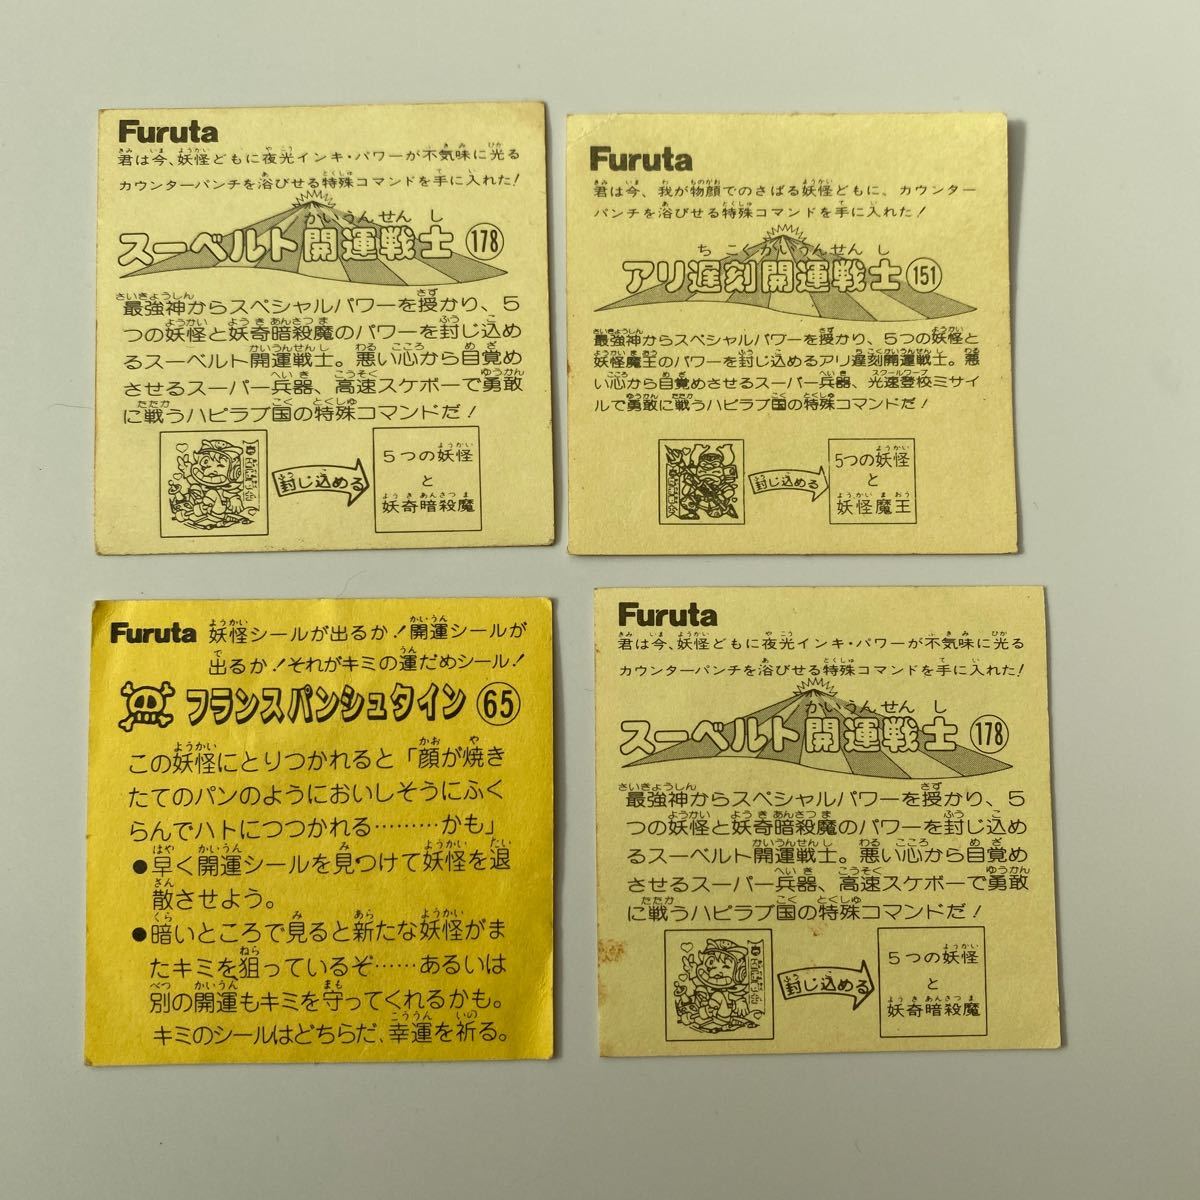 Furuta
君は今、妖怪どもに夜光インキ・パワーが不気味に光る
カウンターパンチを浴びせる特殊コマンドを手に入れた！
スーベルト開運戦士 178
最強神からスペシャルパワーを授かり、5
つの妖怪と妖奇暗殺魔のパワーを封じ込め
るスーベルト開運戦士。悪い心から目覚め
させるスーパー兵器、高速スケボーで勇敢
に戦うハピラブ国の特殊コマンドだ！
封じ込める
5つの妖怪
と
妖奇暗殺魔
Furuta
君は今、我が物顔でのさばる妖怪どもに、カウンター
パンチを浴びせる特殊コマンドを手に入れた！
アリ遅刻開運戦士 151
最強神からスペシャルパワーを授かり、5つの妖怪と
妖怪魔王のパワーを封じ込めるアリ遅刻開運戦士。悪
い心から目覚めさせるスーパー兵器、光速登校ミサイ
ルで勇敢に戦うハピラブ国の特殊コマンドだ！
封じ込める
5つの妖怪
と
妖怪魔王
Furuta 妖怪シールが出るか！開運シールが
出るか！それがキミの運だめシール！
フランスパンシュタイン 65
この妖怪にとりつかれると「顔が焼き
たてのパンのようにおいしそうにふく
らんでハトにつつかれる………かも」
●早く開運シールを見つけて妖怪を退
散させよう。
●暗いところで見ると新たな妖怪がま
たキミを狙っているぞ……あるいは
別の開運もキミを守ってくれるかも。
キミのシールはどちらだ、幸運を祈る。
Furuta
君は今、妖怪どもに夜光インキ・パワーが不気味に光る
カウンターパンチを浴びせる特殊コマンドを手に入れた！
スーベルト開運戦士 178
最強神からスペシャルパワーを授かり、5
つの妖怪と妖奇暗殺魔のパワーを封じ込め
るスーベルト開運戦士。悪い心から目覚め
させるスーパー兵器、高速スケボーで勇敢
に戦うハピラブ国の特殊コマンドだ！
封じ込める
5つの妖怪
と
妖奇暗殺魔